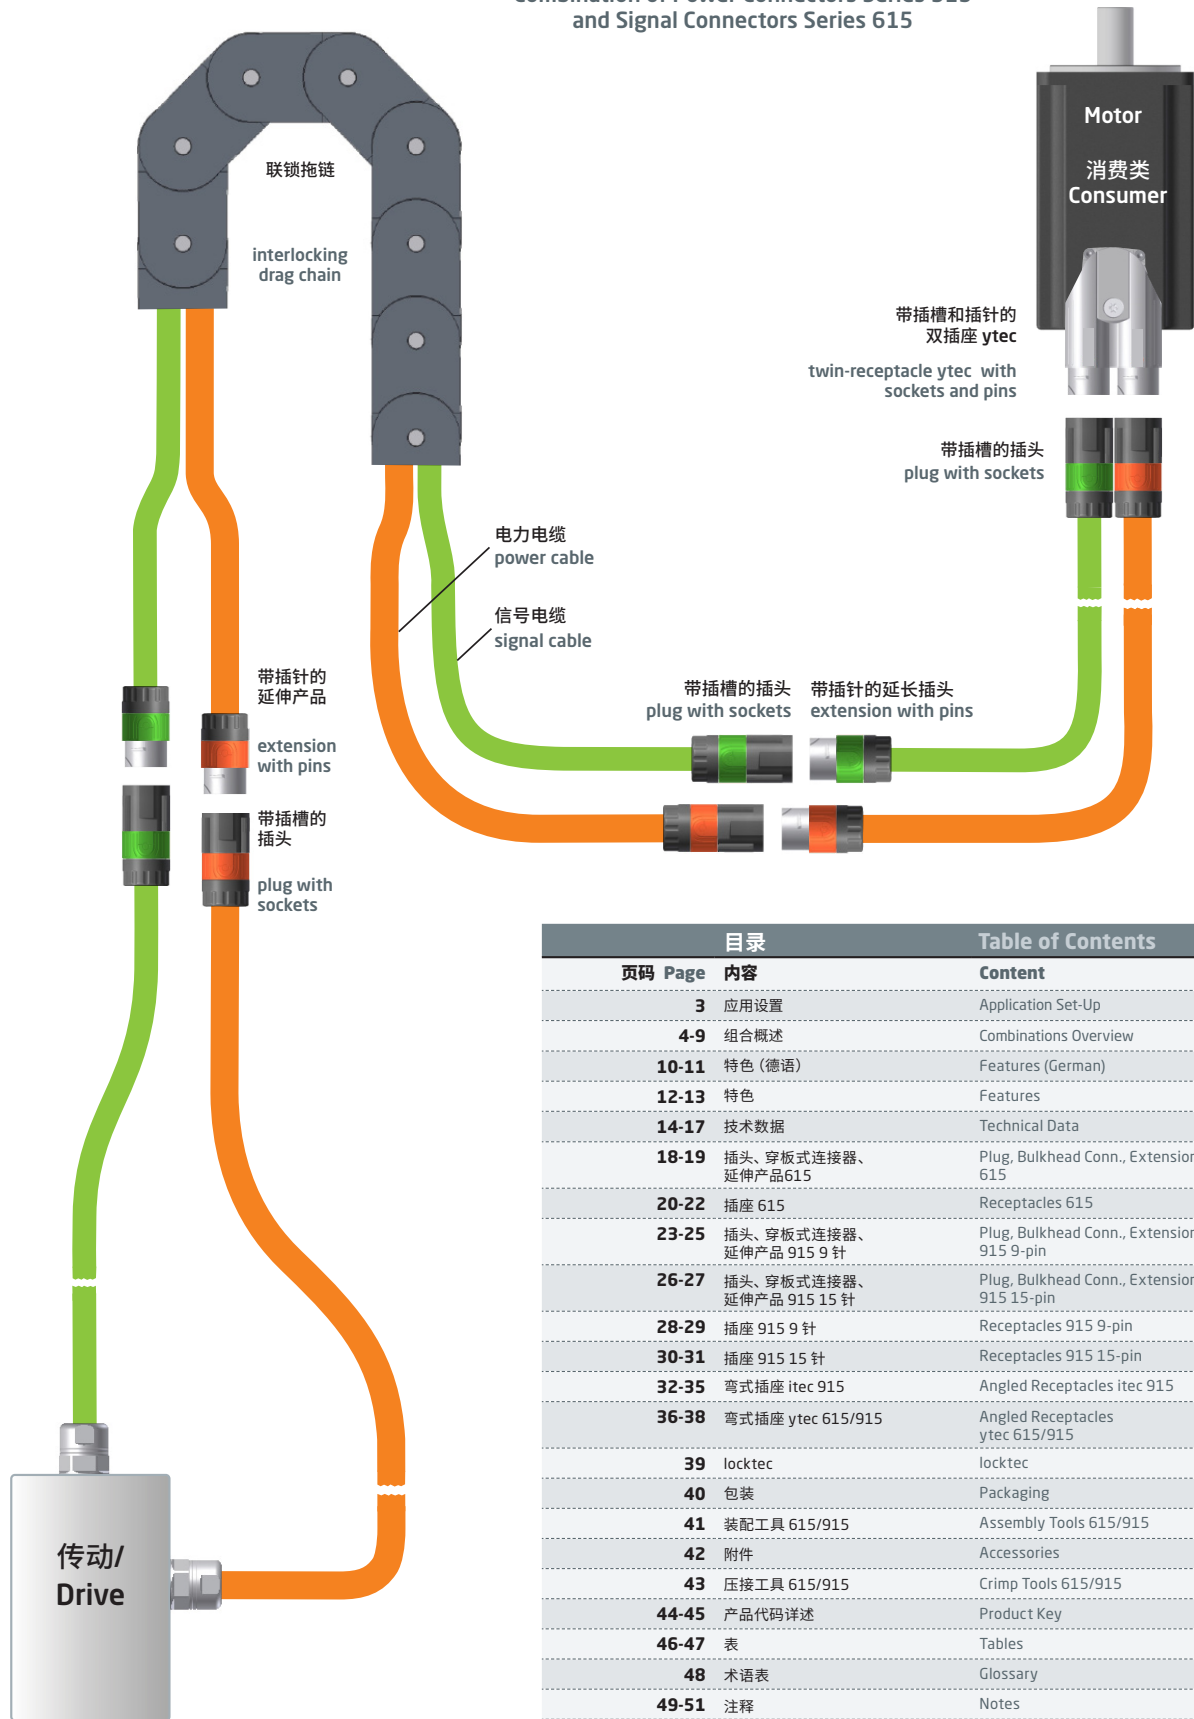 and Signal Connectors Series 615
Motor
消费类
Consumer
联锁拖链
interlocking
drag chain
带插槽和插针的
双插座 ytec
twin-receptacle ytec with
sockets and pins
带插槽的插头
plug with sockets
电力电缆
power cable
信号电缆
signal cable
带插针的
延伸产品
extension
with pins
带插槽的
插头
plug with
sockets
带插槽的插头
plug with sockets
带插针的延长插头
extension with pins
传动/
Drive
目录 Table of Contents
页码 Page 内容 Content
3 应用设置 Application Set-Up
4-9 组合概述 Combinations Overview
10-11 特色（德语） Features (German)
12-13 特色 Features
14-17 技术数据 Technical Data
18-19 插头、穿板式连接器、 Plug, Bulkhead Conn., Extension
延伸产品615 615
20-22 插座 615 Receptacles 615
23-25 插头、穿板式连接器、 Plug, Bulkhead Conn., Extension
延伸产品 915 9 针 915 9-pin
26-27 插头、穿板式连接器、 Plug, Bulkhead Conn., Extension
延伸产品 915 15 针 915 15-pin
28-29 插座 915 9 针 Receptacles 915 9-pin
30-31 插座 915 15 针 Receptacles 915 15-pin
32-35 弯式插座 itec 915 Angled Receptacles itec 915
36-38 弯式插座 ytec 615/915 Angled Receptacles
ytec 615/915
39 locktec locktec
40 包装 Packaging
41 装配工具 615/915 Assembly Tools 615/915
42 附件 Accessories
43 压接工具 615/915 Crimp Tools 615/915
44-45 产品代码详述 Product Key
46-47 表 Tables
48 术语表 Glossary
49-51 注释 Notes